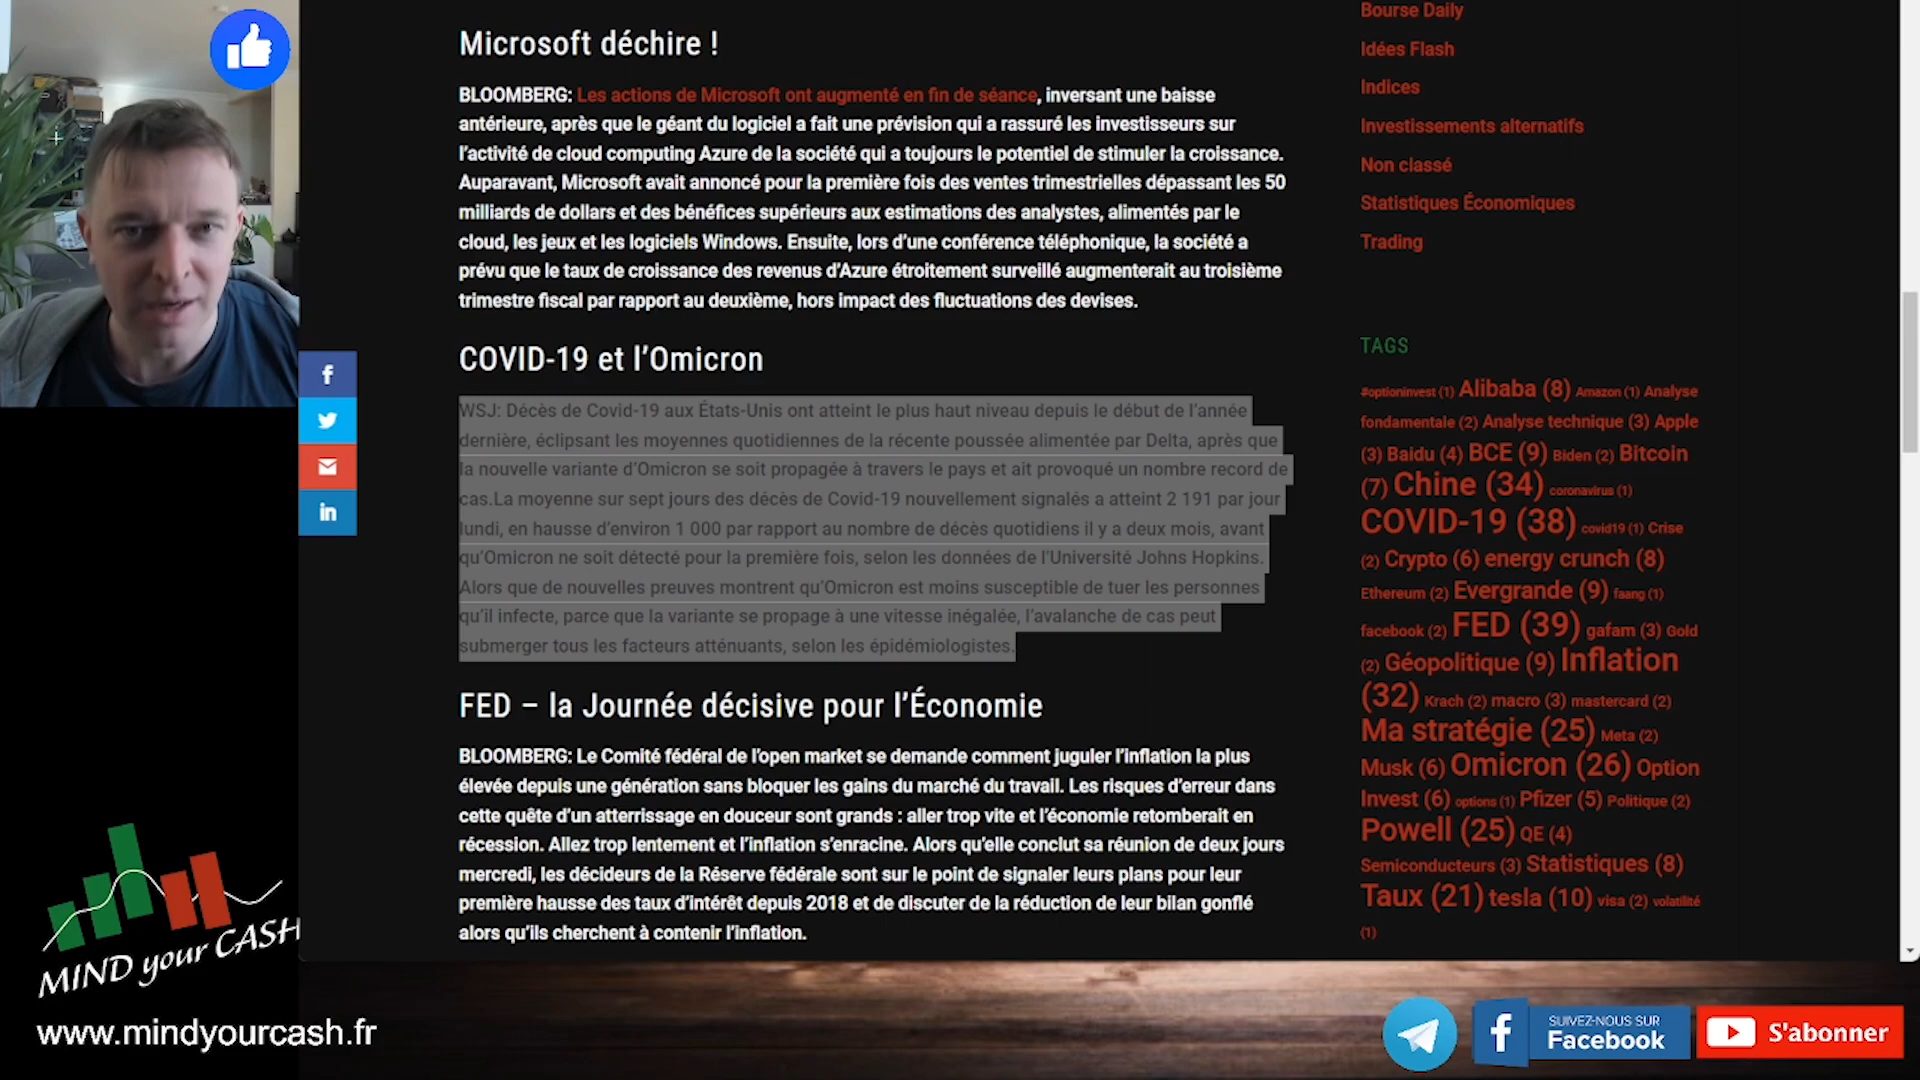 Microsoft déchire !
BLOOMBERG: Les actions de Microsoft ont augmenté en fin de séance, inversant une baisse
antérieure, après que le géant du logiciel a fait une prévision qui a rassuré les investisseurs sur
l’activité de cloud computing Azure de la société qui a toujours le potentiel de stimuler la croissance.
Auparavant, Microsoft avait annoncé pour la première fois des ventes trimestrielles dépassant les 50
milliards de dollars et des bénéfices supérieurs aux estimations des analystes, alimentés par le
cloud, les jeux et les logiciels Windows. Ensuite, lors d’une conférence téléphonique, la société a
prévu que le taux de croissance des revenus d’Azure étroitement surveillé augmenterait au troisième
trimestre fiscal par rapport au deuxième, hors impact des fluctuations des devises.
COVID-19 et l’Omicron
WSJ: Décès de Covid-19 aux États-Unis ont atteint le plus haut niveau depuis le début de l’année
dernière, éclipsant les moyennes quotidiennes de la récente poussée alimentée par Delta, après que
la nouvelle variante d’Omicron se soit propagée à travers le pays et ait provoqué un nombre record de
cas.La moyenne sur sept jours des décès de Covid-19 nouvellement signalés a atteint 2 191 par jour
lundi, en hausse d’environ 1 000 par rapport au nombre de décès quotidiens il y a deux mois, avant
qu’Omicron ne soit détecté pour la première fois, selon les données de l’Université Johns Hopkins.
Alors que de nouvelles preuves montrent qu’Omicron est moins susceptible de tuer les personnes
qu’il infecte, parce que la variante se propage à une vitesse inégalée, l’avalanche de cas peut
submerger tous les facteurs atténuants, selon les épidémiologistes.
FED – la Journée décisive pour l’Économie
BLOOMBERG: Le Comité fédéral de l’open market se demande comment juguler l’inflation la plus
élevée depuis une génération sans bloquer les gains du marché du travail. Les risques d’erreur dans
cette quête d’un atterrissage en douceur sont grands : aller trop vite et l’économie retomberait en
récession. Allez trop lentement et l’inflation s’enracine. Alors qu’elle conclut sa réunion de deux jours
mercredi, les décideurs de la Réserve fédérale sont sur le point de signaler leurs plans pour leur
première hausse des taux d’intérêt depuis 2018 et de discuter de la réduction de leur bilan gonflé
alors qu’ils cherchent à contenir l’inflation.
Bourse Daily
Idées Flash
Indices
Investissements alternatifs
Non classé
Statistiques Économiques
Trading
TAGS
#optioninvest (1) Alibaba (8) Amazon (1) Analyse
fondamentale (2) Analyse technique (3) Apple
(3) Baidu (4) BCE (9) Biden (2) Bitcoin
(7) Chine (34) coronavirus (1)
COVID-19 (38) covid19 (1) Crise
(2) Crypto (6) energy crunch (8)
Ethereum (2) Evergrande (9) faang (1)
facebook (2) FED (39) gafam (3) Gold
(2) Géopolitique (9) Inflation
(32) Krach (2) macro (3) mastercard (2)
Ma stratégie (25) Meta (2)
Musk (6) Omicron (26) Option
Invest (6) options (1) Pfizer (5) Politique (2)
Powell (25) QE (4)
Semiconducteurs (3) Statistiques (8)
Taux (21) tesla (10) visa (2) volatilité
(1)
f
in
MIND your CASH
www.mindyourcash.fr
f
SUIVEZ-NOUS SUR
Facebook
S'abonner